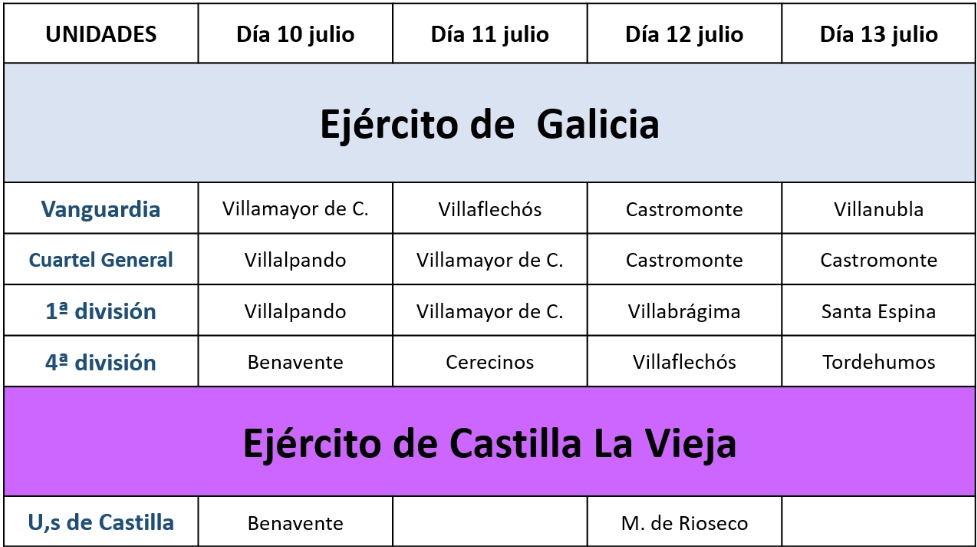 UNIDADES Día 10 julio Día 11 julio Día 12 julio Día 13 julio
Ejército de Galicia
Vanguardia Villamayor de C. Villaflechós Castromonte Villanubla
Cuartel General Villalpando Villamayor de C. Castromonte Castromonte
1ª división Villalpando Villamayor de C. Villabrágima Santa Espina
4ª división Benavente Cerecinos Villaflechós Tordehumos
Ejército de Castilla La Vieja
U,s de Castilla Benavente M. de Rioseco